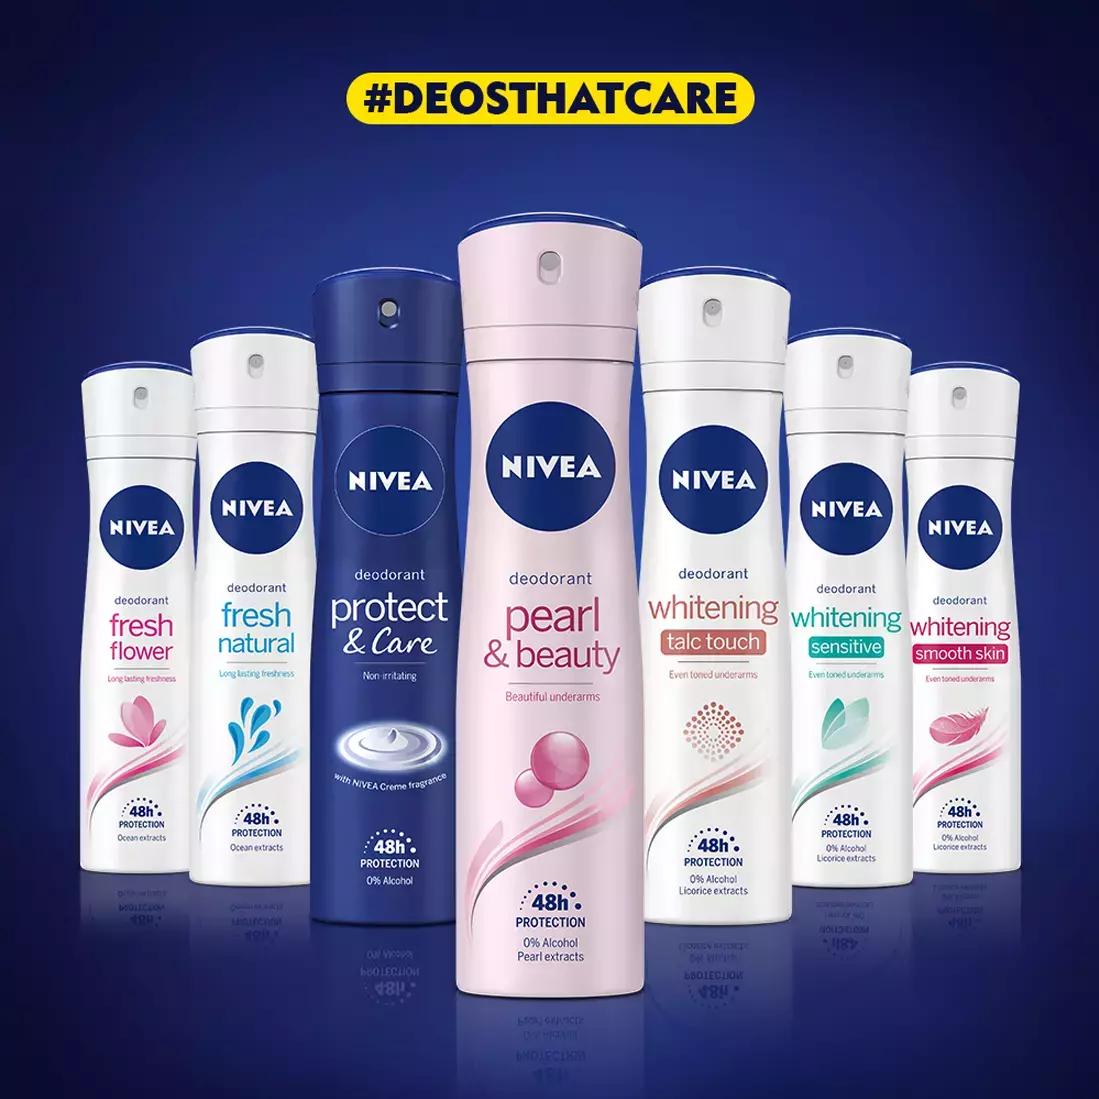 #DEOSTHATCARE
NIVEA
deodorant
fresh
flower
Long lasting freshness
48h
PROTECTION
Ocean extracts
NIVEA
deodorant
fresh
natural
Long lasting freshness
48h
PROTECTION
Ocean extracts
NIVEA
deodorant
protect
& Care
Non-irritating
with NIVEA Creme fragrance
48h
PROTECTION
0% Alcohol
NIVEA
deodorant
pearl
& beauty
Beautiful underarms
48h
PROTECTION
0% Alcohol
Pearl extracts
NIVEA
deodorant
whitening
talc touch
Even toned underarms
48h
PROTECTION
0% Alcohol
Licorice extracts
NIVEA
deodorant
whitening
sensitive
Even toned underarms
48h
PROTECTION
0% Alcohol
Licorice extracts
NIVEA
deodorant
whitening
smooth skin
Even toned underarms
48h
PROTECTION
0% Alcohol
Licorice extracts